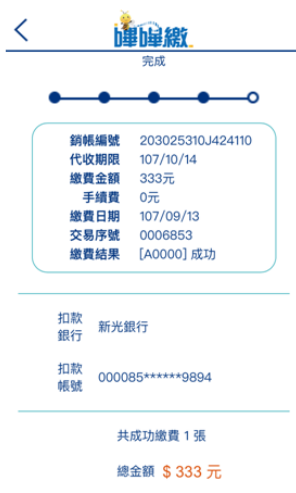 嗶嗶繳
完成
銷帳編號 203025310J424110
代收期限 107/10/14
繳費金額 333元
手續費 0元
繳費日期 107/09/13
交易序號 0006853
繳費結果 [A0000] 成功
扣款
銀行 新光銀行
扣款
帳號 000085******9894
共成功繳費 1 張
總金額 $ 333 元